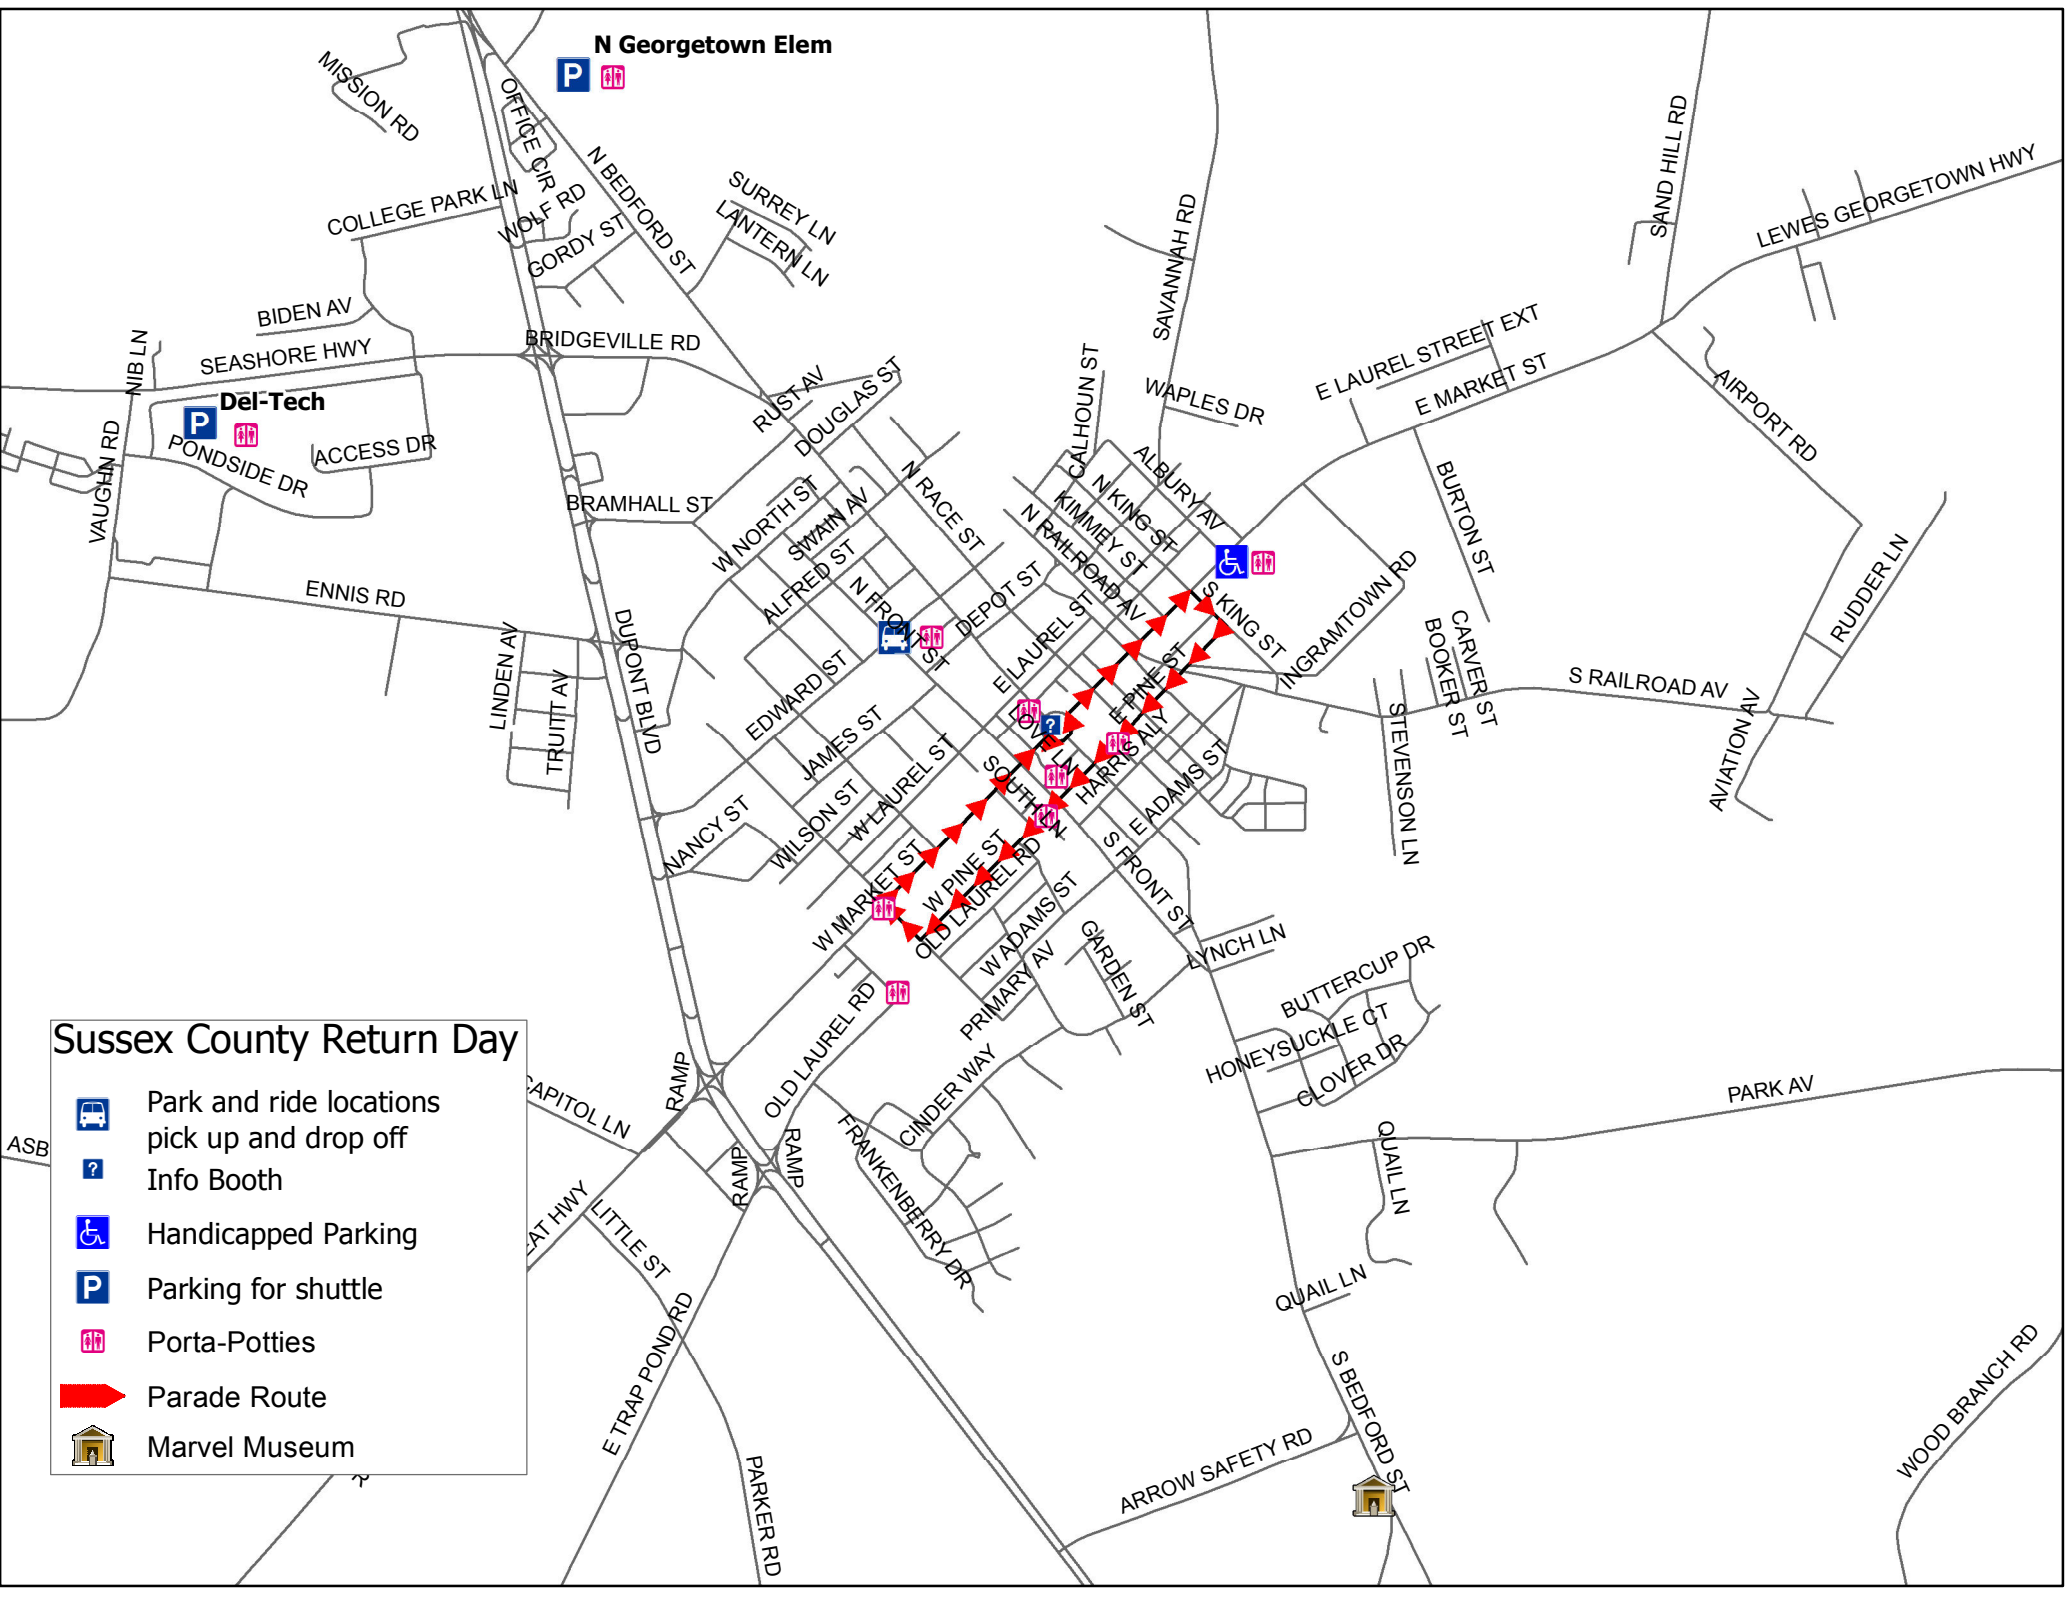 N Georgetown Elem
P
MISSION RD
OFFICE CIR
N BEDFORD ST
SURREY LN
LANTERN LN
COLLEGE PARK LN
WOLF RD
GORDY ST
SAVANNAH RD
SAND HILL RD
LEWES GEORGETOWN HWY
BIDEN AV
NIB LN
SEASHORE HWY
BRIDGEVILLE RD
E LAUREL STREET EXT
E MARKET ST
AIRPORT RD
Del-Tech
P
RUST AV
DOUGLAS ST
CALHOUN ST
WAPLES DR
VAUGHN RD
PONDSIDE DR
ACCESS DR
BRAMHALL ST
W NORTH ST
SWAIN AV
N RACE ST
ALBURY AV
N KING ST
KIMMEY ST
N RAILROAD AV
BURTON ST
ENNIS RD
ALFRED ST
N FRONT ST
DEPOT ST
E LAUREL ST
S KING ST
INGRAMTOWN RD
RUDDER LN
LINDEN AV
TRUITT AV
DUPONT BLVD
EDWARD ST
JAMES ST
E PINE ST
CARVER ST
BOOKER ST
S RAILROAD AV
AVIATION AV
STEVENSON LN
?
LOVE LN
HARRIS ALY
SOUTH LN
E ADAMS ST
NANCY ST
WILSON ST
W LAUREL ST
W MARKET ST
W PINE ST
OLD LAUREL RD
S FRONT ST
W ADAMS ST
PRIMARY AV
GARDEN ST
LYNCH LN
BUTTERCUP DR
HONEYSUCKLE CT
CLOVER DR
PARK AV
OLD LAUREL RD
CINDER WAY
RAMP
CAPITOL LN
RAMP
RAMP
FRANKENBERRY DR
LITTLE ST
EAT HWY
E TRAP POND RD
PARKER RD
QUAIL LN
QUAIL LN
S BEDFORD ST
ARROW SAFETY RD
WOOD BRANCH RD
ASB
R
Sussex County Return Day
Park and ride locations
pick up and drop off
?
Info Booth
Handicapped Parking
P
Parking for shuttle
Porta-Potties
Parade Route
Marvel Museum